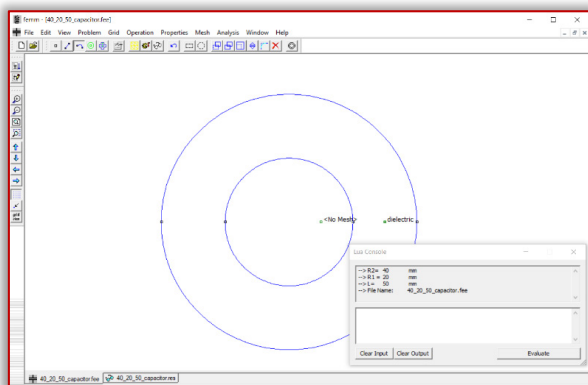 femm - [40_20_50_capacitor.fee]
File Edit View Problem Grid Operation Properties Mesh Analysis Window Help
<No Mesh>
dielectric
Lua Console
--> R2= 40 mm
--> R1 = 20 mm
--> L= 50 mm
--> File Name: 40_20_50_capacitor.fee
Clear Input Clear Output Evaluate
40_20_50_capacitor.fee 40_20_50_capacitor.res